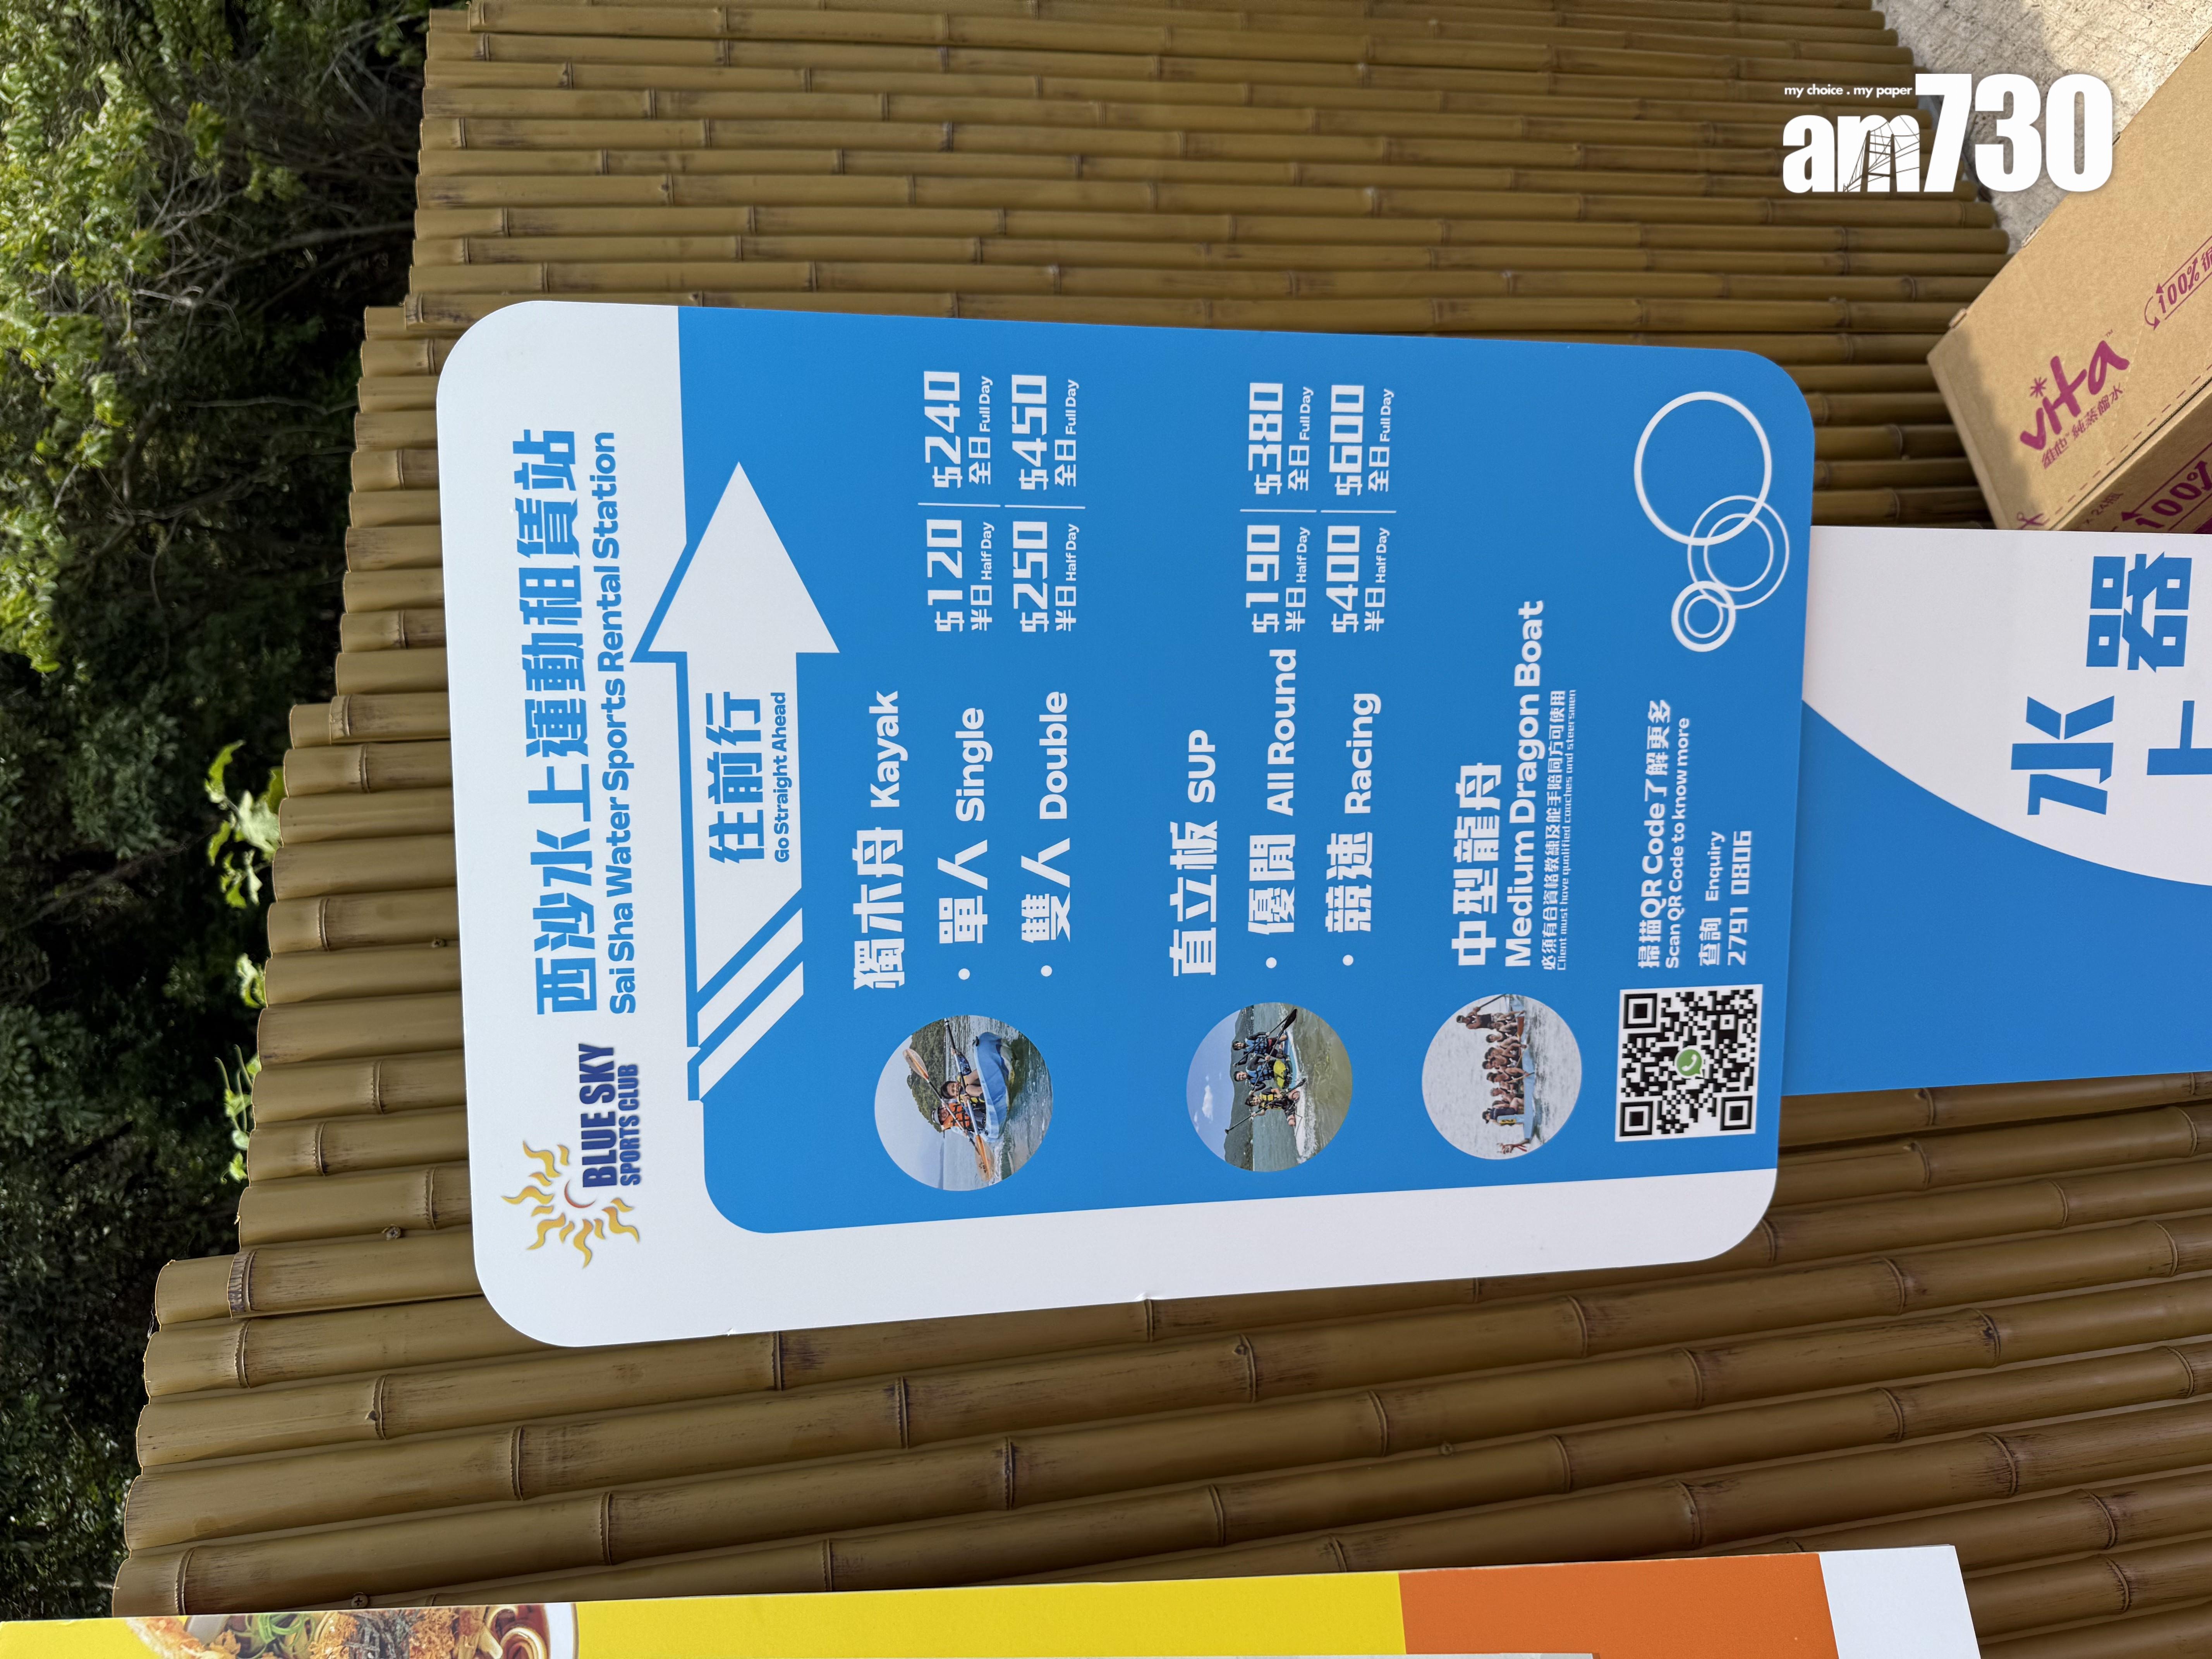 my choice . my paper
am730
BLUE SKY
SPORTS CLUB
西沙水上運動租賃站
Sai Sha Water Sports Rental Station
往前行
Go Straight Ahead
獨木舟 Kayak
• 單人 Single
$120 $240
半日 Half Day 全日 Full Day
• 雙人 Double
$250 $450
半日 Half Day 全日 Full Day
直立板 SUP
• 優閒 All Round
$190 $380
半日 Half Day 全日 Full Day
• 競速 Racing
$400 $600
半日 Half Day 全日 Full Day
中型龍舟
Medium Dragon Boat
必須有合資格教練及舵手陪同方可使用
Client must have qualified coaches and steersmen
掃描QR Code了解更多
Scan QR Code to know more
查詢 Enquiry
2791 0806
水
上
器
vita
維他 純蒸餾水
100%
100%